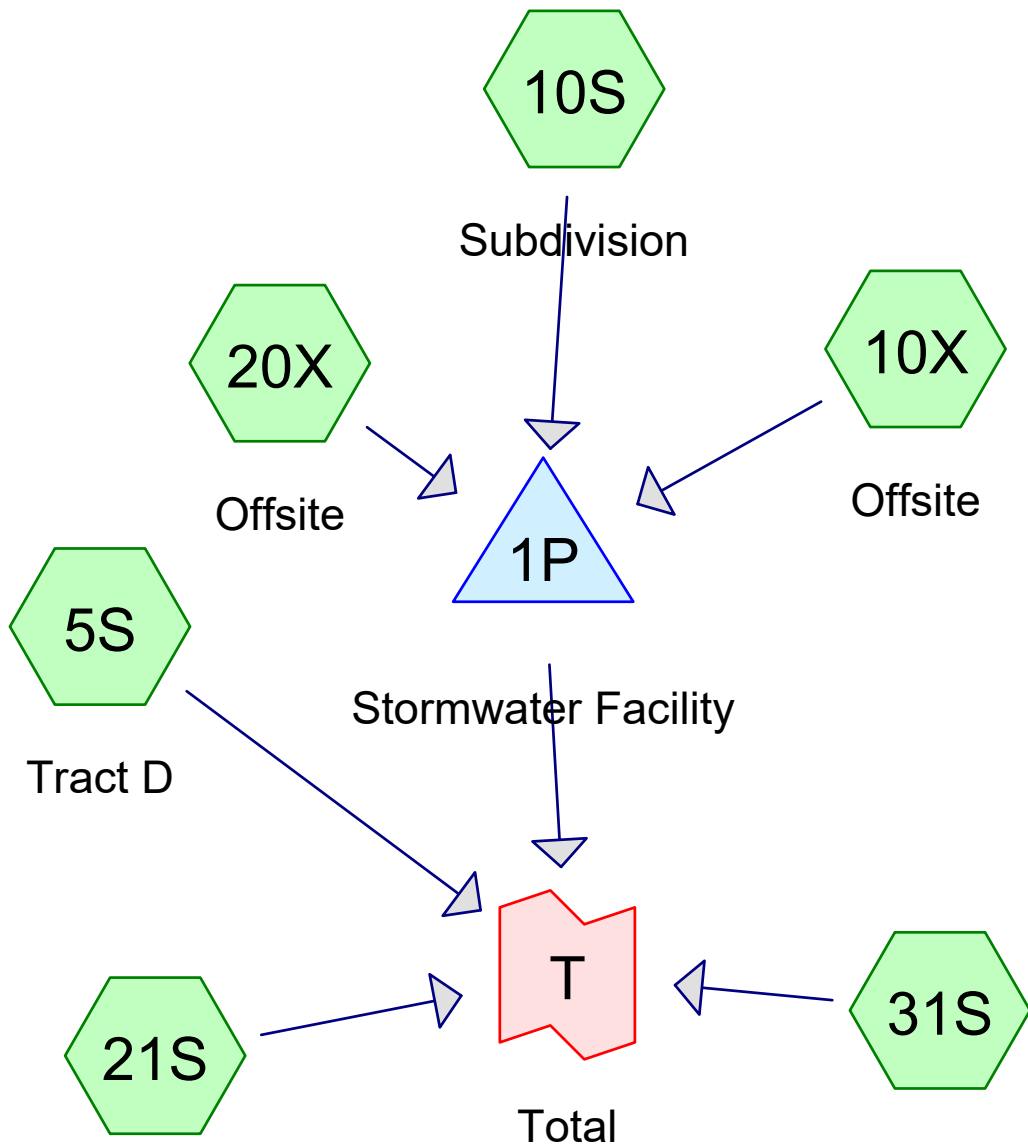 10S
Subdivision
20X
10X
Offsite
Offsite
1P
5S
Stormwater Facility
Tract D
T
31S
21S
Total